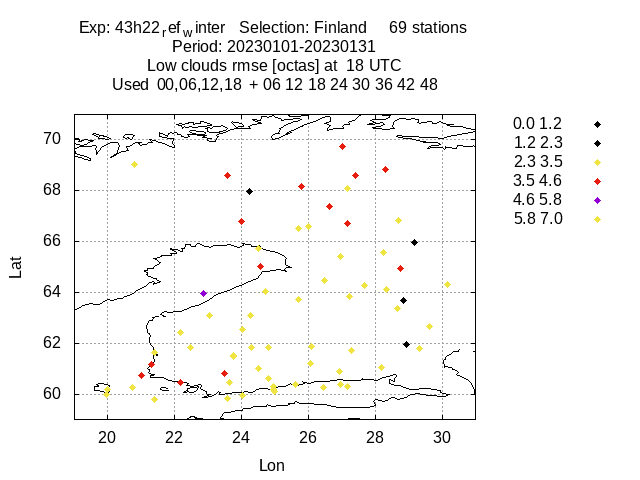 Exp: 43h22ref_winter Selection: Finland 69 stations
Period: 20230101-20230131
Low clouds rmse [octas] at 18 UTC
Used 00,06,12,18 + 06 12 18 24 30 36 42 48
0.0 1.2
1.2 2.3
2.3 3.5
3.5 4.6
4.6 5.8
5.8 7.0
70
68
66
64
62
60
Lat
20 22 24 26 28 30
Lon